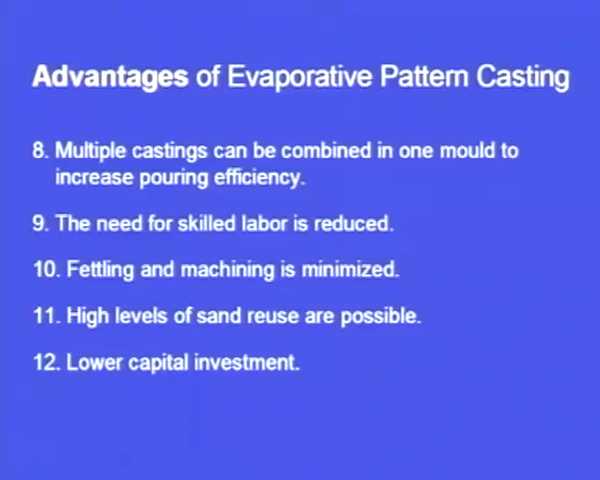 Advantages of Evaporative Pattern Casting
8. Multiple castings can be combined in one mould to
increase pouring efficiency.
9. The need for skilled labor is reduced.
10. Fettling and machining is minimized.
11. High levels of sand reuse are possible.
12. Lower capital investment.